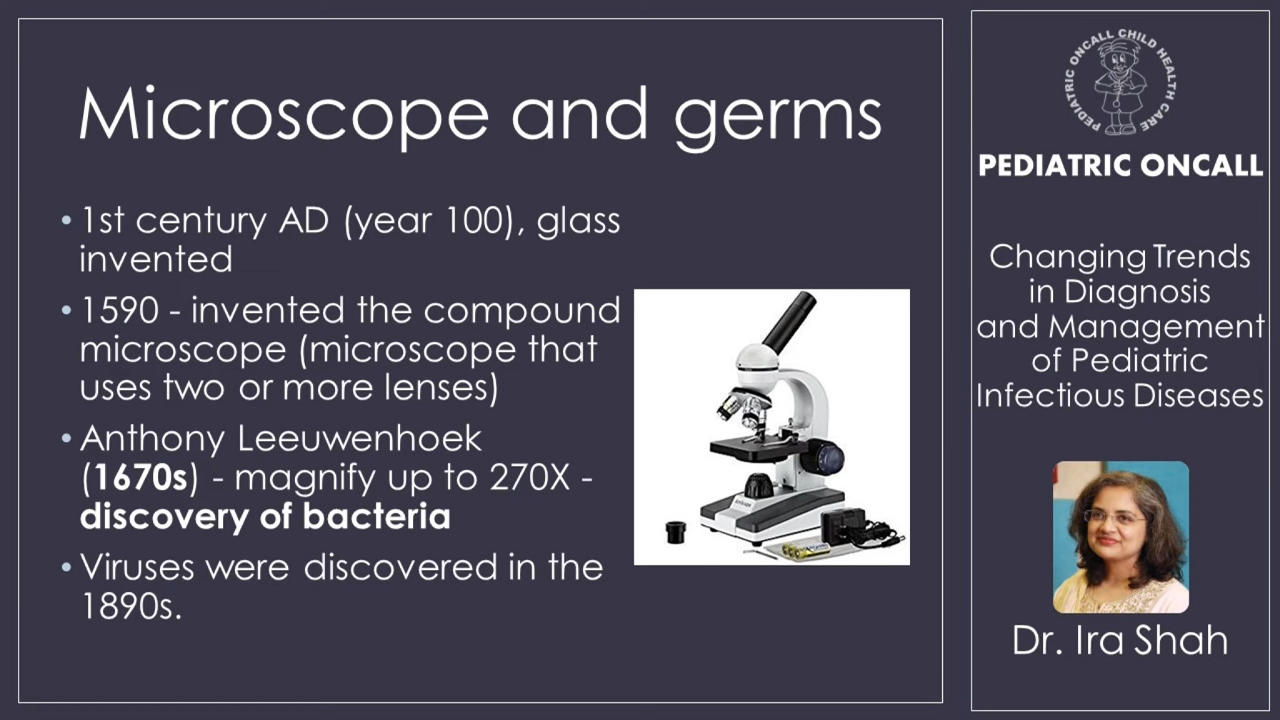 Microscope and germs
• 1st century AD (year 100), glass
invented
• 1590 - invented the compound
microscope (microscope that
uses two or more lenses)
• Anthony Leeuwenhoek
(1670s) - magnify up to 270X -
discovery of bacteria
• Viruses were discovered in the
1890s.
PEDIATRIC ONCALL CHILD HEALTH CARE
PEDIATRIC ONCALL
Changing Trends
in Diagnosis
and Management
of Pediatric
Infectious Diseases
Dr. Ira Shah